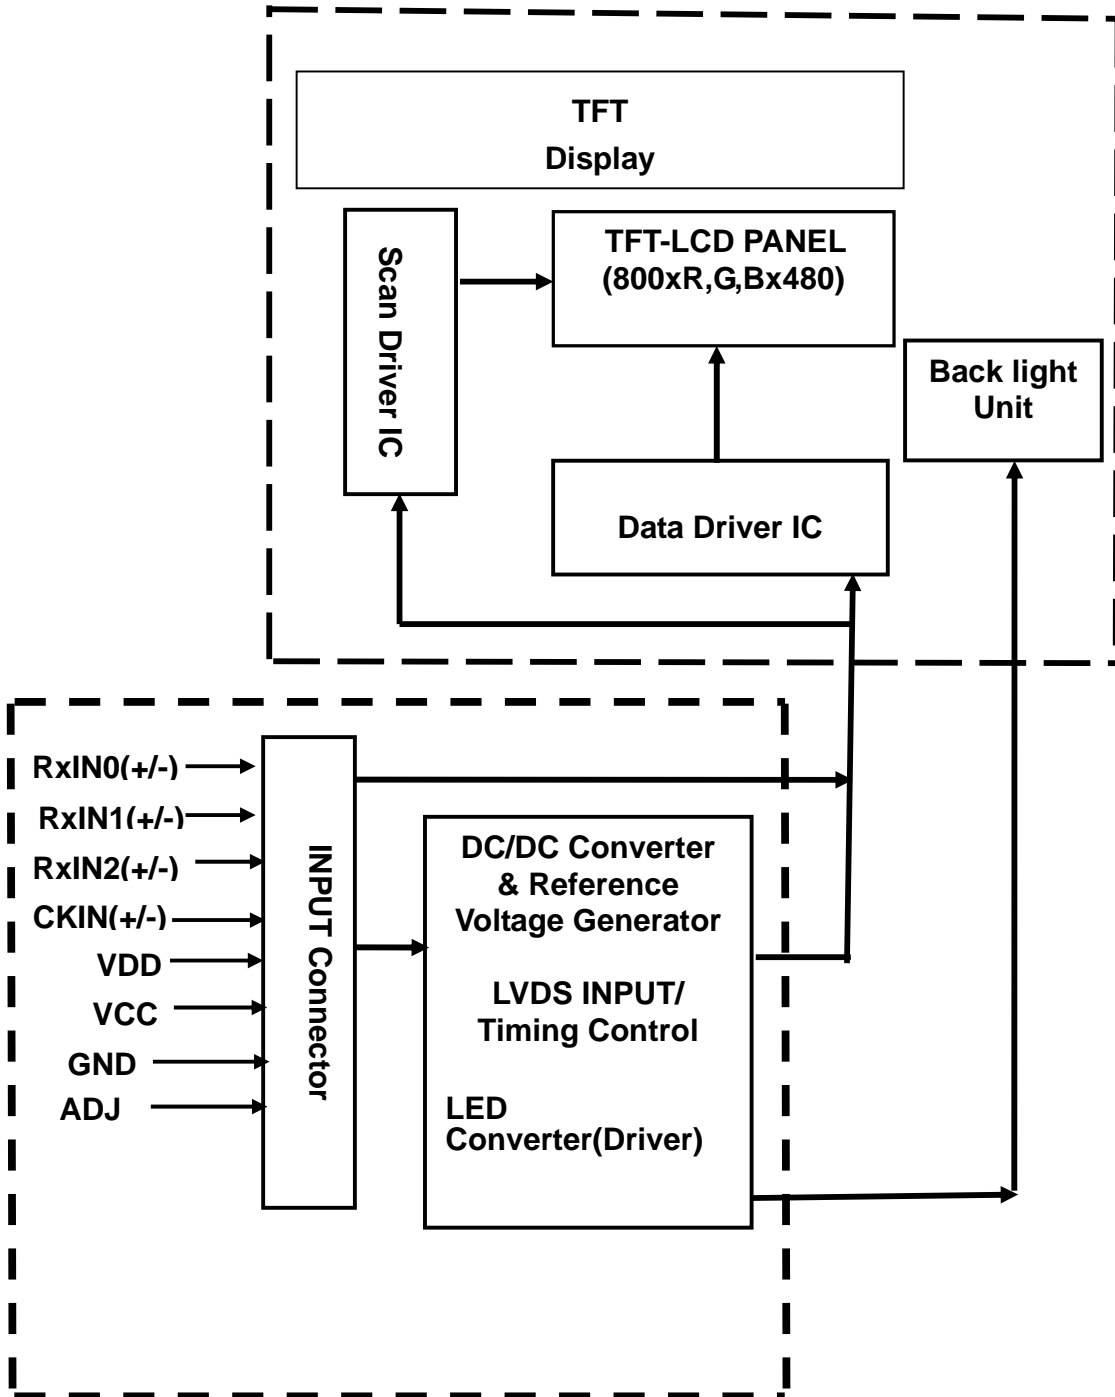 TFT
Display
TFT-LCD PANEL
(800xR,G,Bx480)
Scan Driver IC
Back light
Unit
Data Driver IC
RxIN0(+/-)
RxIN1(+/-)
RxIN2(+/-)
CKIN(+/-)
VDD
VCC
GND
ADJ
INPUT Connector
DC/DC Converter
& Reference
Voltage Generator
LVDS INPUT/
Timing Control
LED
Converter(Driver)